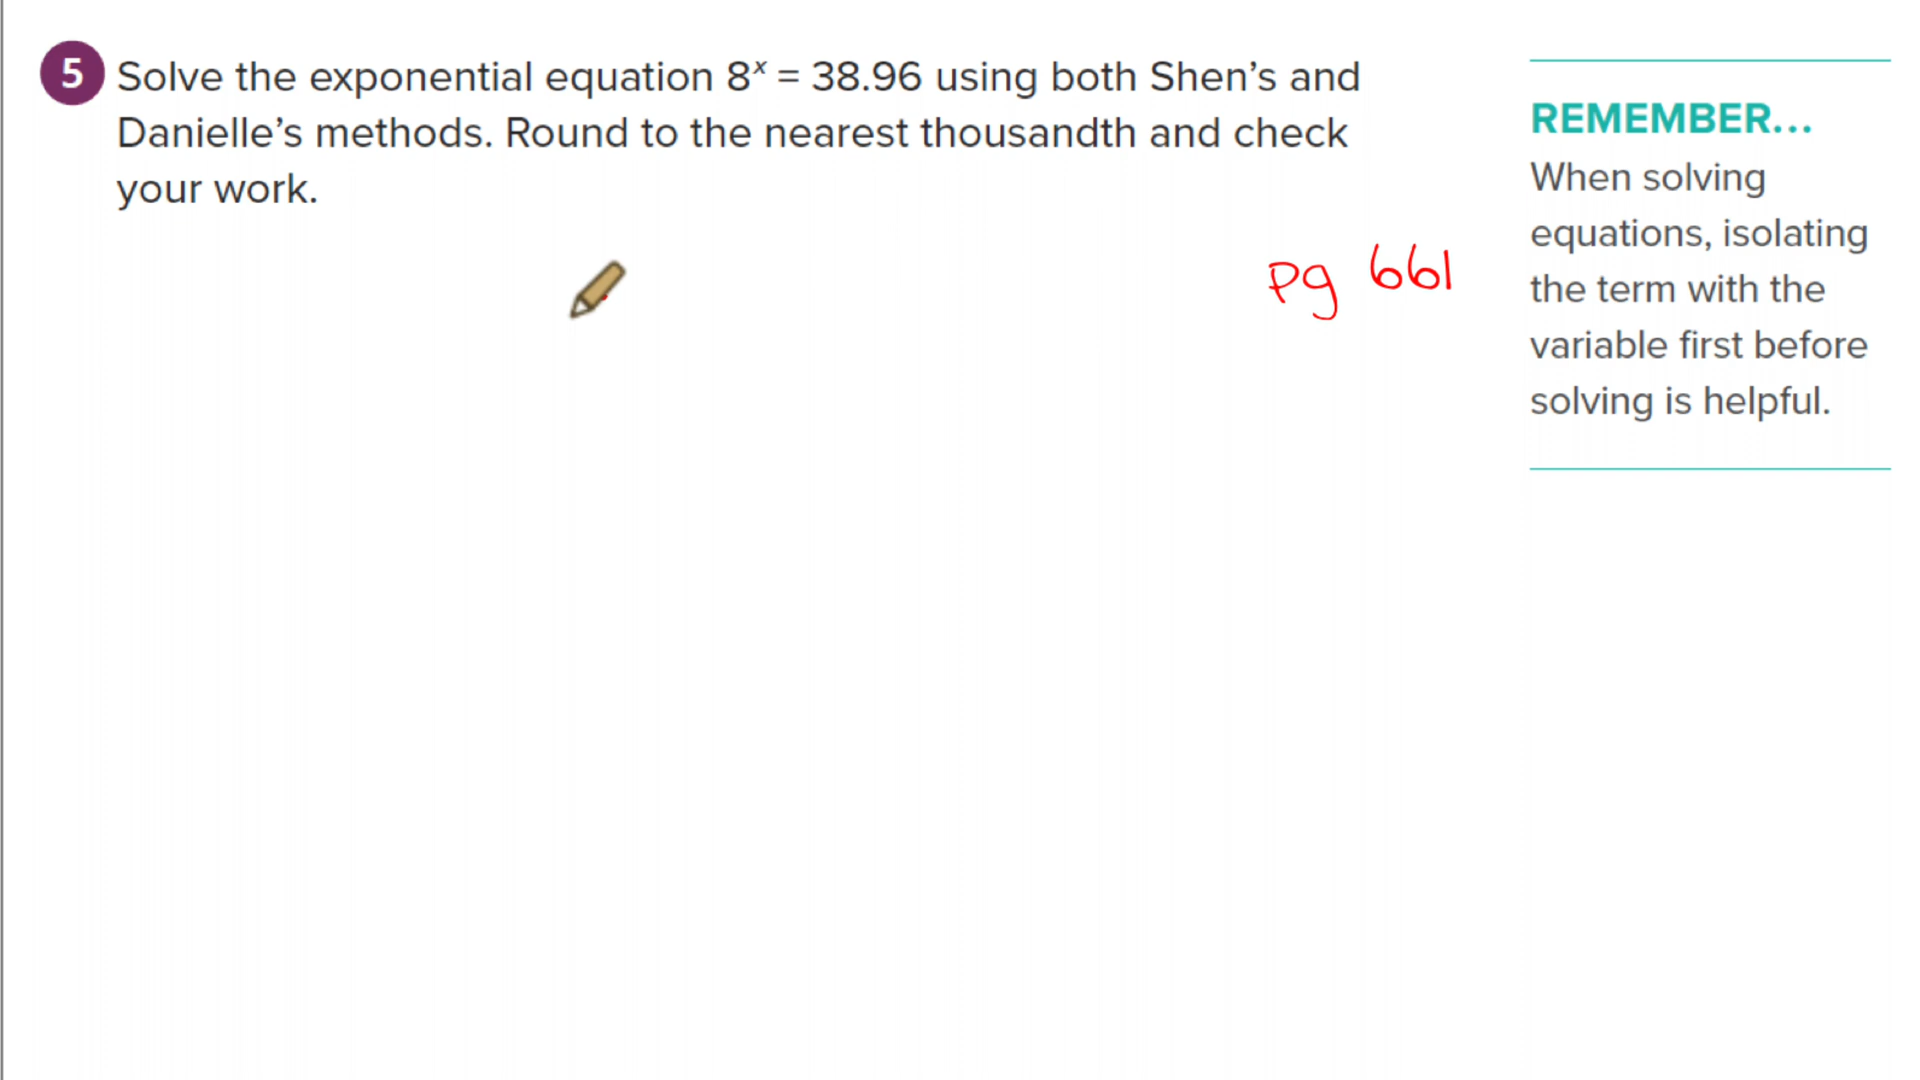 5 Solve the exponential equation 8ˣ = 38.96 using both Shen’s and
Danielle’s methods. Round to the nearest thousandth and check
your work.
pg 661
REMEMBER...
When solving
equations, isolating
the term with the
variable first before
solving is helpful.